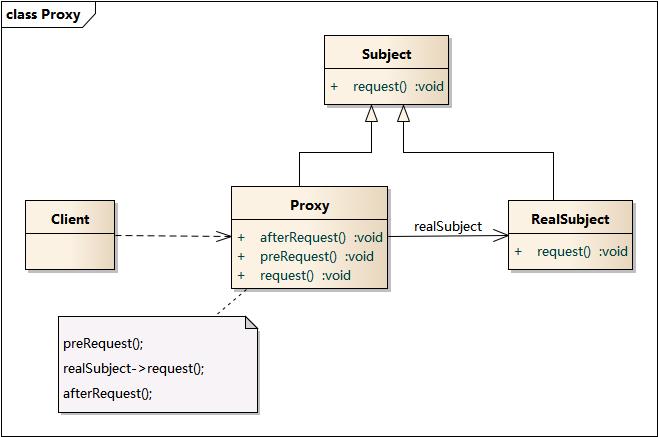 class Proxy
Subject
+ request() :void
Client
Proxy
+ afterRequest() :void
+ preRequest() :void
+ request() :void
realSubject
RealSubject
+ request() :void
preRequest();
realSubject->request();
afterRequest();